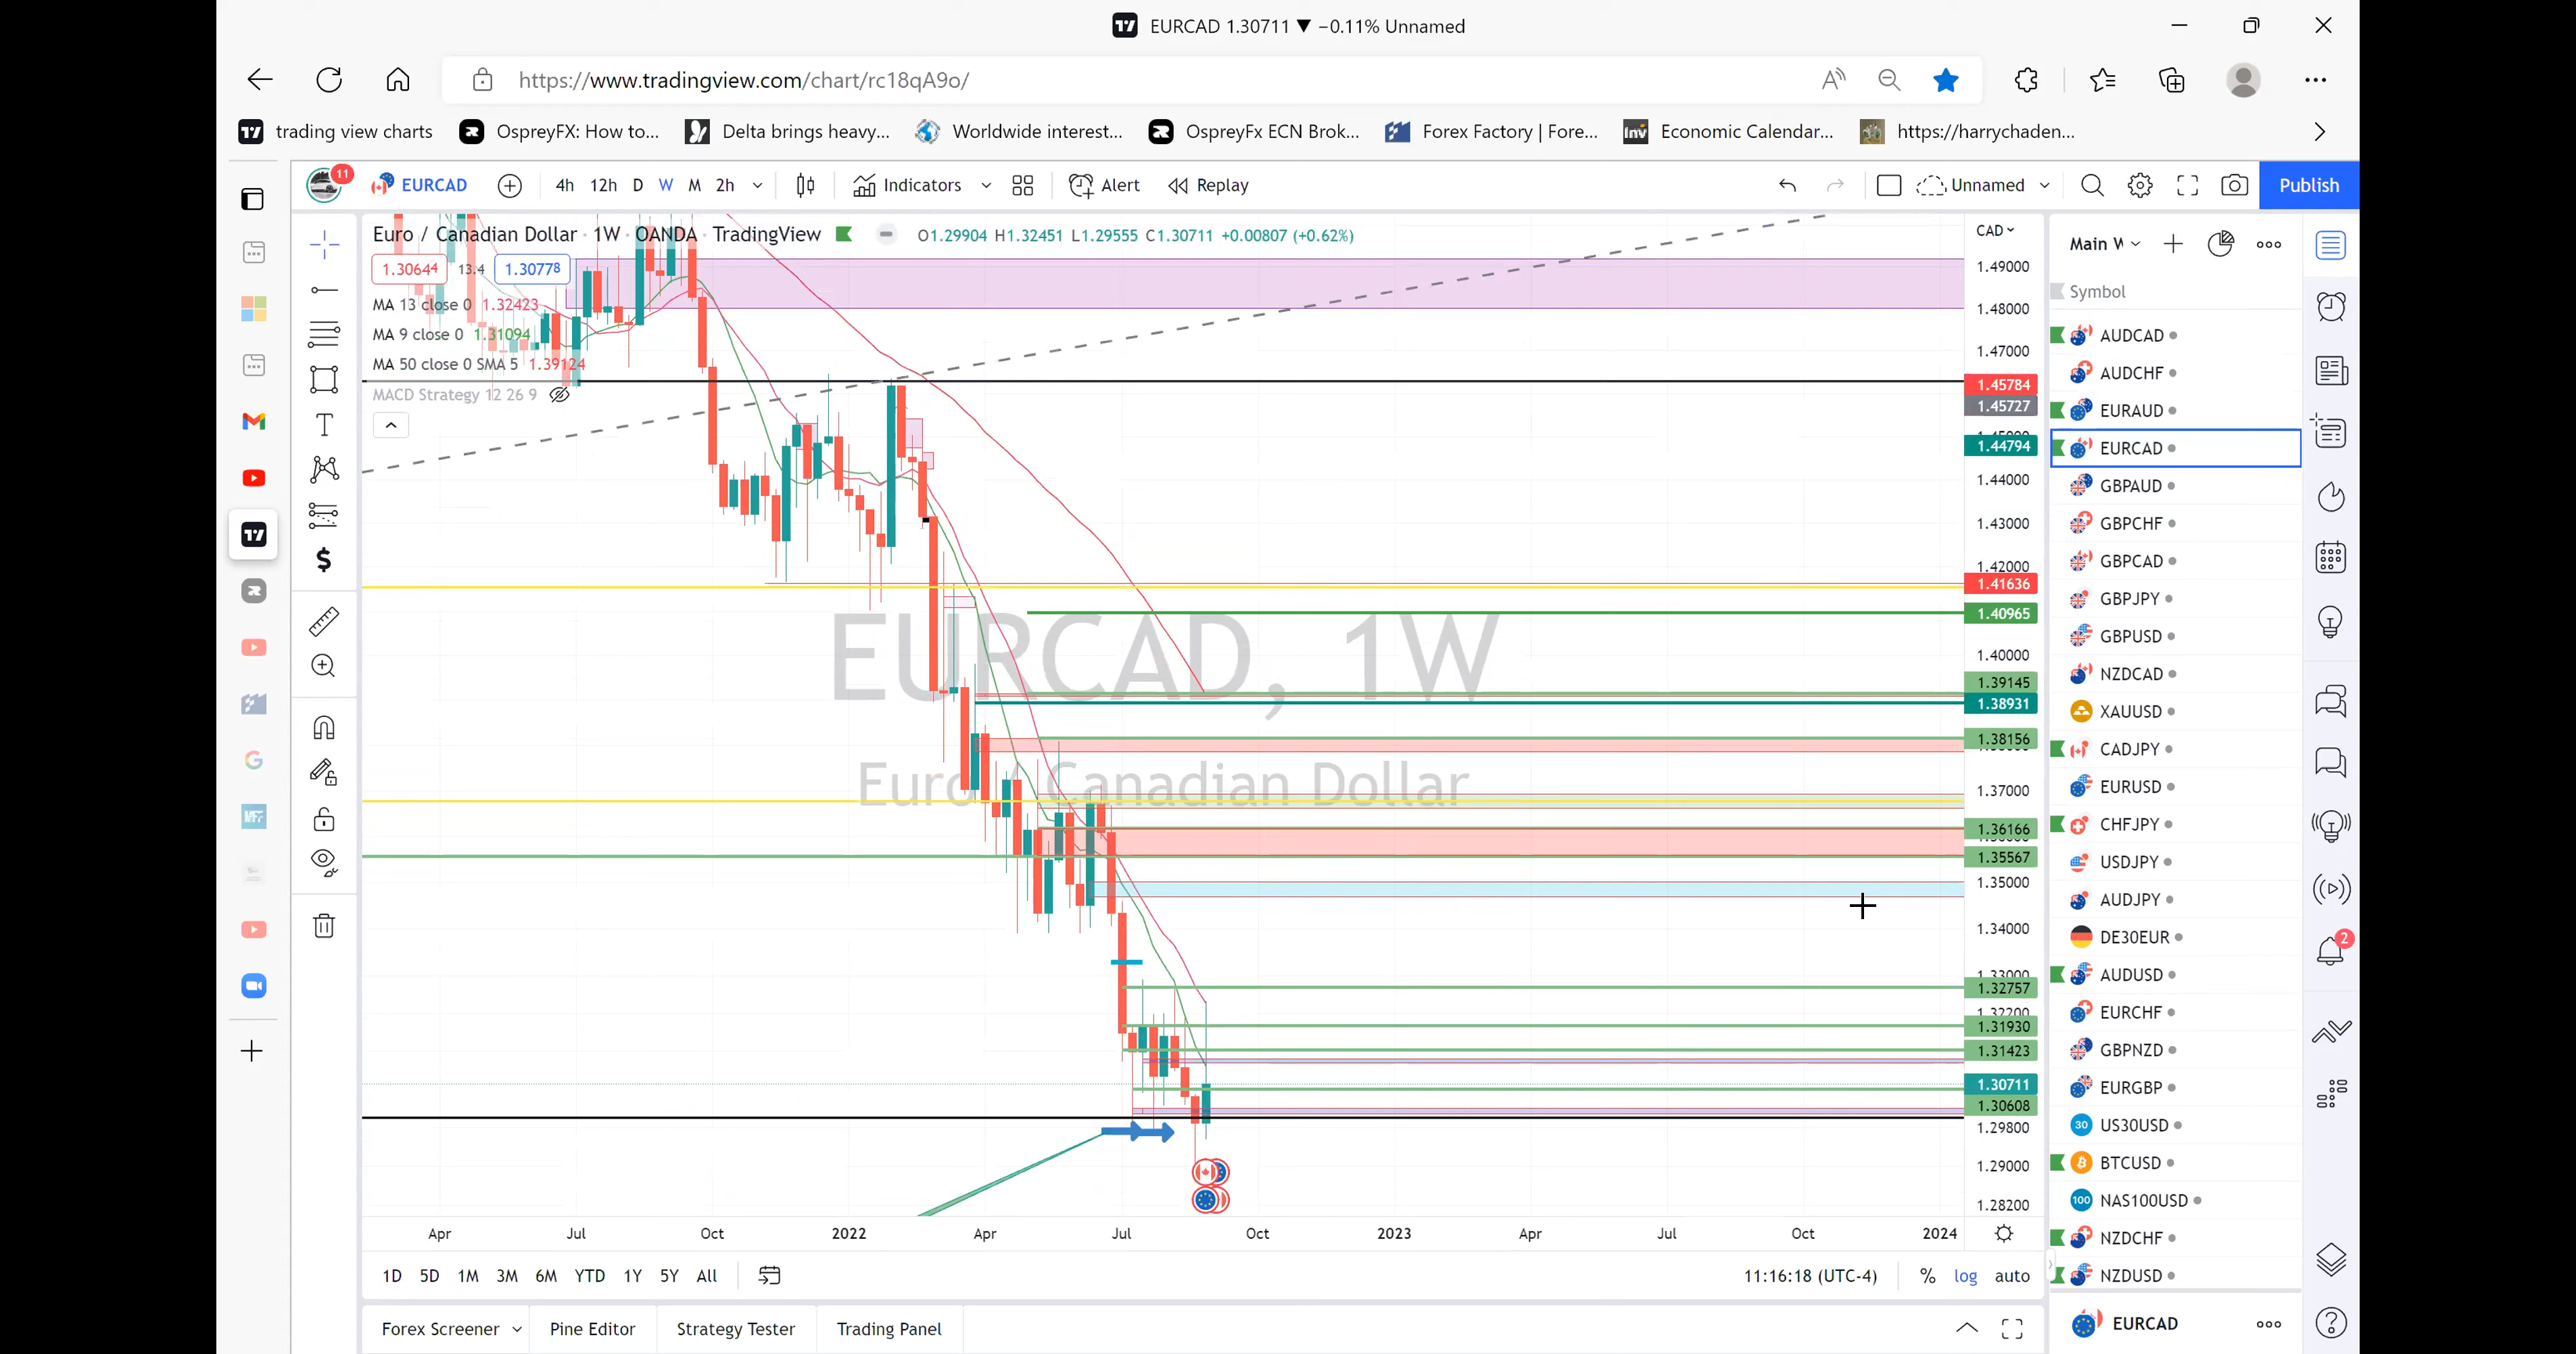 EURCAD 1.30711 ▼ −0.11% Unnamed
https://www.tradingview.com/chart/rc18qA9o/
trading view charts OspreyFX: How to... Delta brings heavy... Worldwide interest... OspreyFx ECN Brok... Forex Factory | Fore... Economic Calendar... https://harrychaden...
11 EURCAD 4h 12h D W M 2h Indicators Alert Replay Unnamed Publish
Euro / Canadian Dollar · 1W · OANDA · TradingView O1.29904 H1.32451 L1.29555 C1.30711 +0.00807 (+0.62%)
1.30644 13.4 1.30778
MA 13 close 0 1.32423
MA 9 close 0 1.31094
MA 50 close 0 SMA 5 1.39124
MACD Strategy 12 26 9
EURCAD, 1W
Euro / Canadian Dollar
CAD
1.49000
1.48000
1.47000
1.45784
1.45727
1.44794
1.44000
1.43000
1.42000
1.41636
1.40965
1.40000
1.39145
1.38931
1.38156
1.37000
1.36166
1.35567
1.35000
1.34000
1.33000
1.32757
1.32200
1.31930
1.31423
1.30711
1.30608
1.29800
1.29000
1.28200
Apr Jul Oct 2022 Apr Jul Oct 2023 Apr Jul Oct 2024
1D 5D 1M 3M 6M YTD 1Y 5Y All 11:16:18 (UTC-4) % log auto
Forex Screener Pine Editor Strategy Tester Trading Panel
Main
Symbol
AUDCAD
AUDCHF
EURAUD
EURCAD
GBPAUD
GBPCHF
GBPCAD
GBPJPY
GBPUSD
NZDCAD
XAUUSD
CADJPY
EURUSD
CHFJPY
USDJPY
AUDJPY
DE30EUR
AUDUSD
EURCHF
GBPNZD
EURGBP
30 US30USD
BTCUSD
100 NAS100USD
NZDCHF
NZDUSD
EURCAD
2